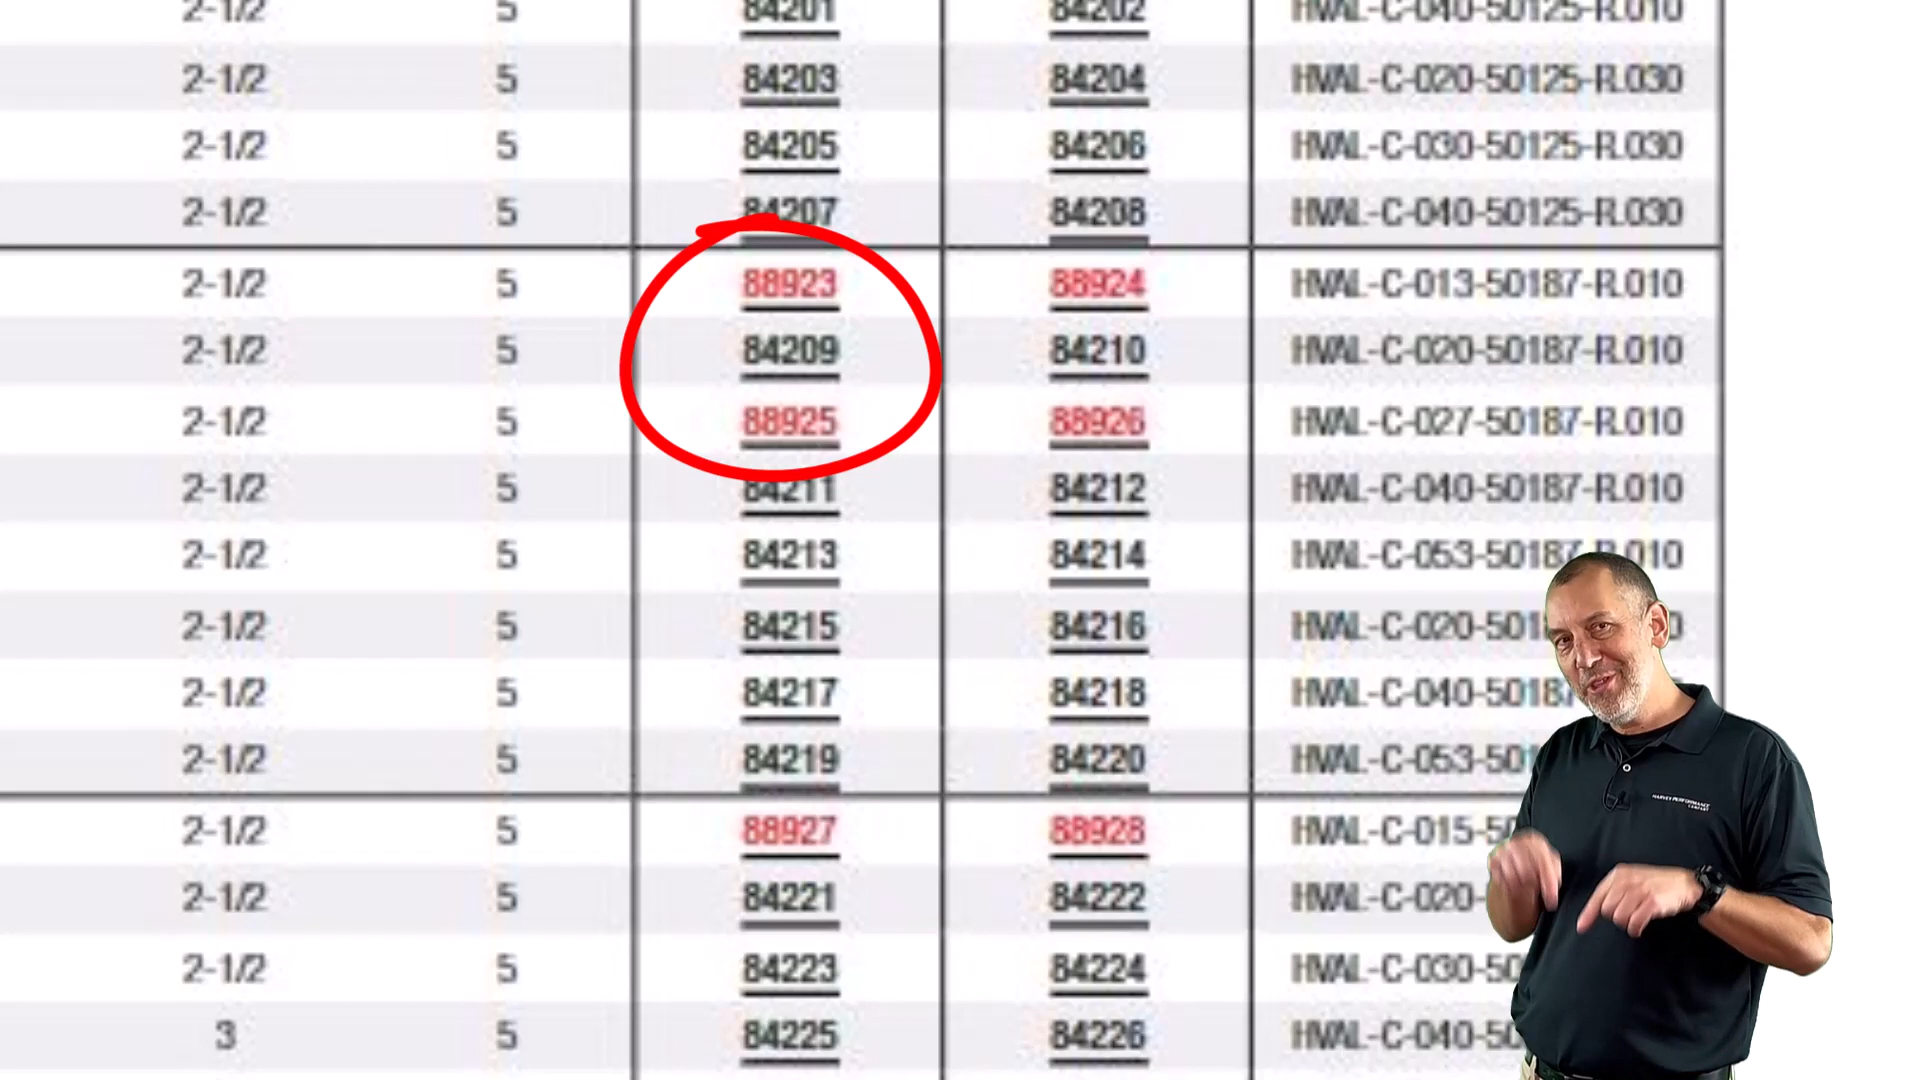 2-1/2 5 84201 84202 HVAL-C-040-50125-R.010
2-1/2 5 84203 84204 HVAL-C-020-50125-R.030
2-1/2 5 84205 84206 HVAL-C-030-50125-R.030
2-1/2 5 84207 84208 HVAL-C-040-50125-R.030
2-1/2 5 88923 88924 HVAL-C-013-50187-R.010
2-1/2 5 84209 84210 HVAL-C-020-50187-R.010
2-1/2 5 88925 88926 HVAL-C-027-50187-R.010
2-1/2 5 84211 84212 HVAL-C-040-50187-R.010
2-1/2 5 84213 84214 HVAL-C-053-50187-R.010
2-1/2 5 84215 84216 HVAL-C-020-501
2-1/2 5 84217 84218 HVAL-C-040-50187
2-1/2 5 84219 84220 HVAL-C-053-501
2-1/2 5 88927 88928 HVAL-C-015-50
2-1/2 5 84221 84222 HVAL-C-020-
2-1/2 5 84223 84224 HVAL-C-030-50
3 5 84225 84226 HVAL-C-040-50
HARVEY PERFORMANCE
COMPANY